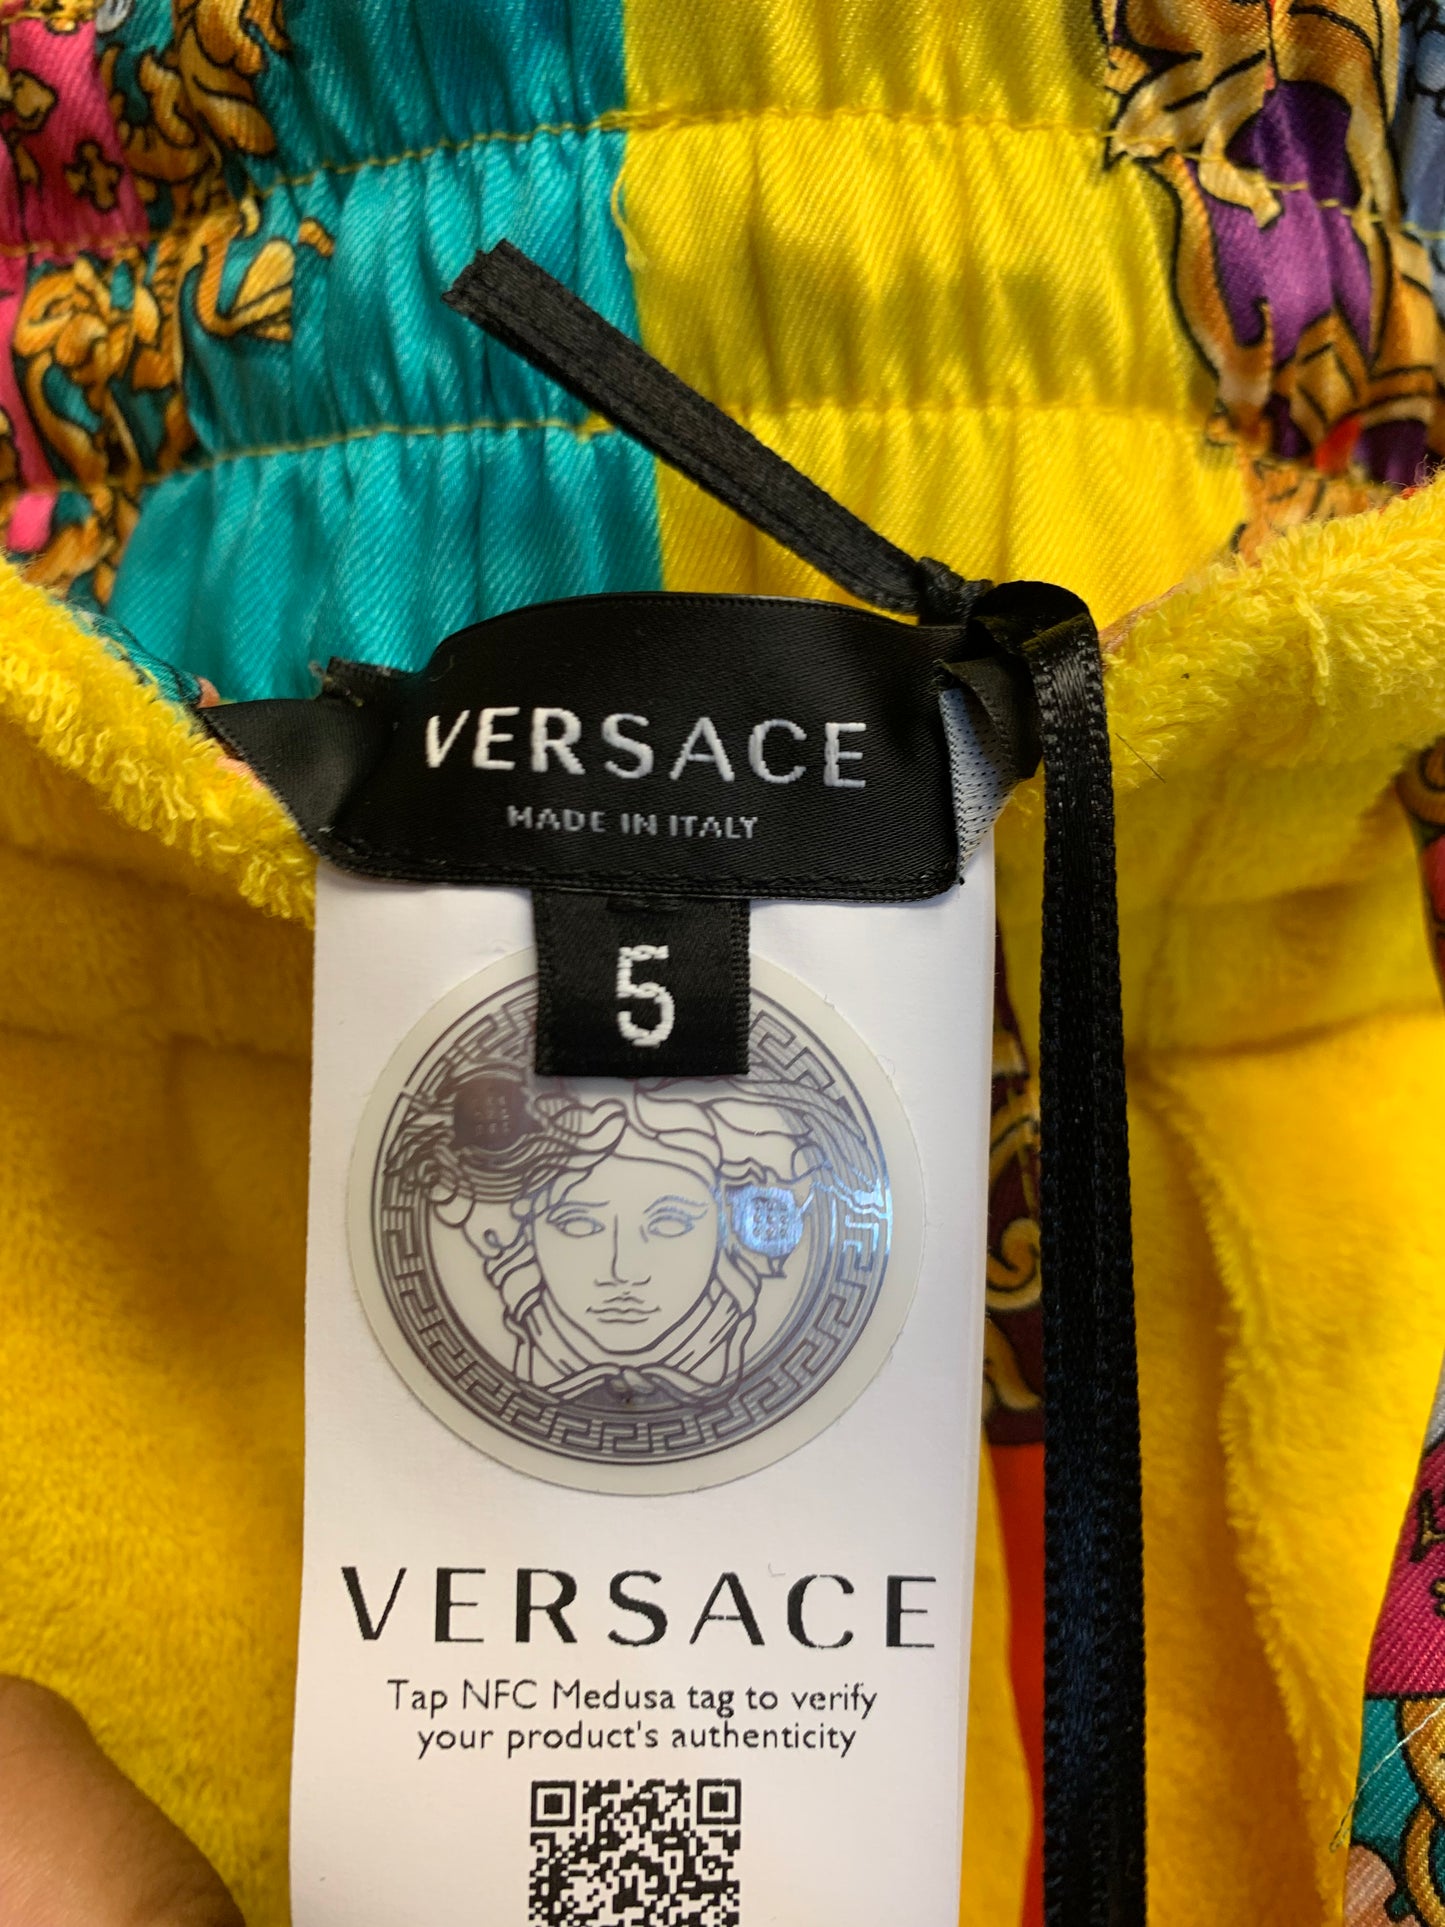 VERSACE
MADE IN ITALY
5
VERSACE
Tap NFC Medusa tag to verify
your product's authenticity